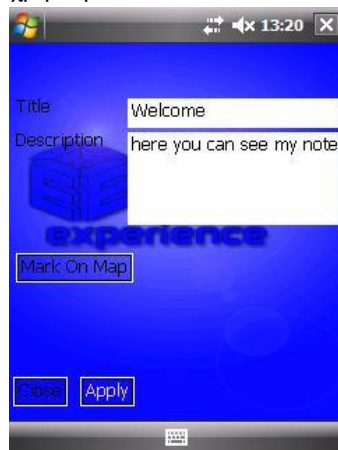 13:20
Title
Welcome
Description
here you can see my note
experience
Mark On Map
Close Apply